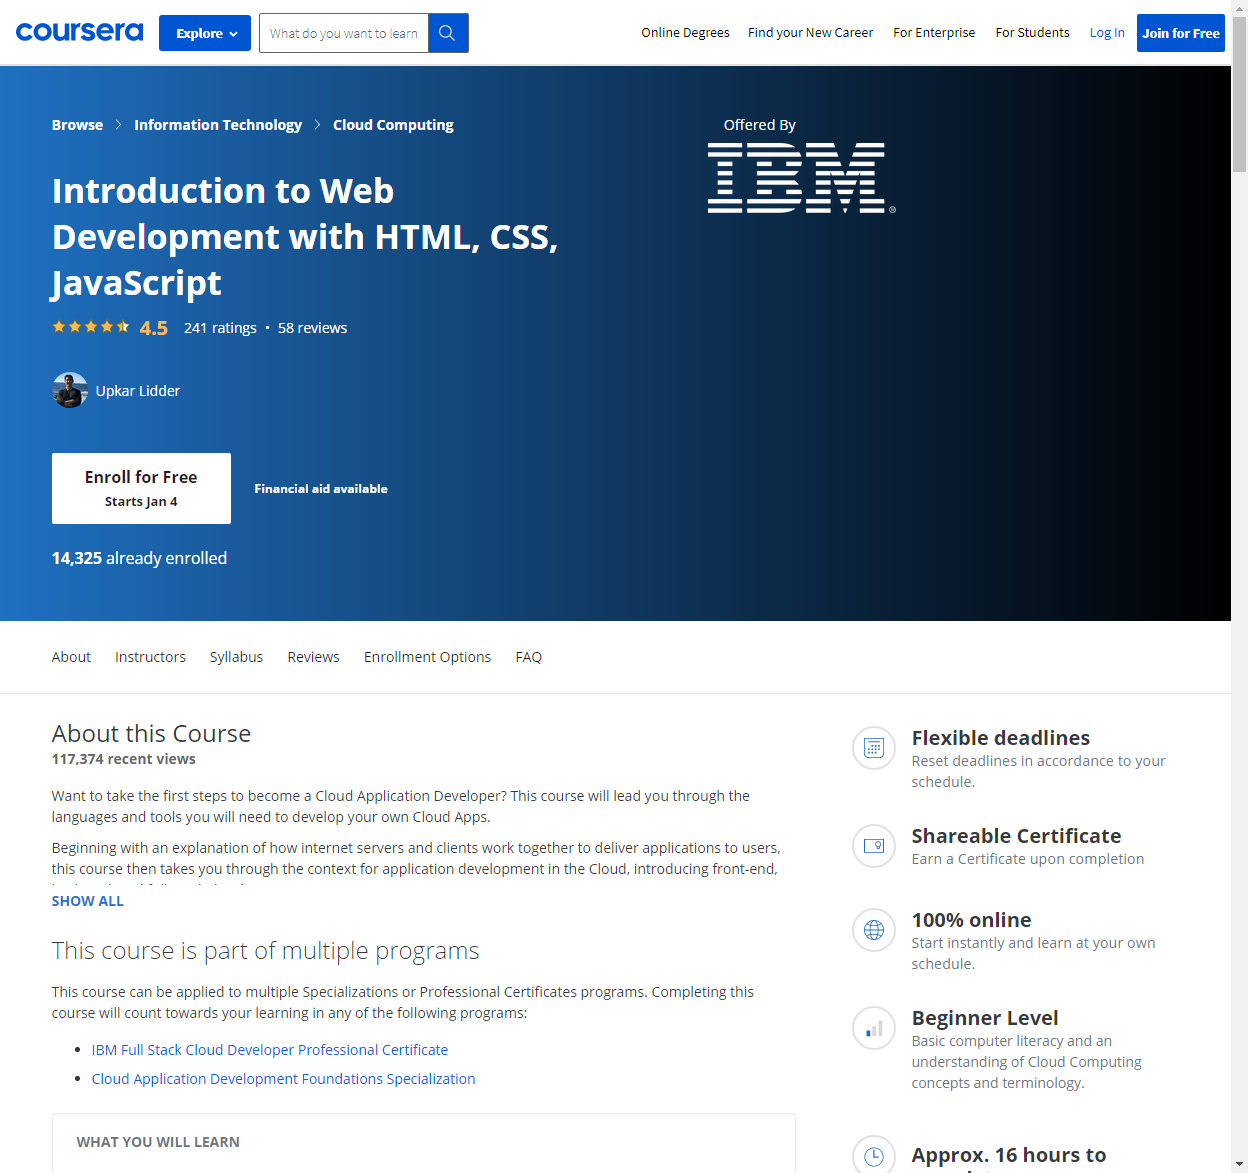 coursera
Explore
What do you want to learn
Online Degrees
Find your New Career
For Enterprise
For Students
Log In
Join for Free
Browse
Information Technology
Cloud Computing
Offered By
IBM®
Introduction to Web
Development with HTML, CSS,
JavaScript
4.5
241 ratings • 58 reviews
Upkar Lidder
Enroll for Free
Starts Jan 4
Financial aid available
14,325 already enrolled
About
Instructors
Syllabus
Reviews
Enrollment Options
FAQ
About this Course
117,374 recent views
Want to take the first steps to become a Cloud Application Developer? This course will lead you through the
languages and tools you will need to develop your own Cloud Apps.
Beginning with an explanation of how internet servers and clients work together to deliver applications to users,
this course then takes you through the context for application development in the Cloud, introducing front-end,
SHOW ALL
This course is part of multiple programs
This course can be applied to multiple Specializations or Professional Certificates programs. Completing this
course will count towards your learning in any of the following programs:
• IBM Full Stack Cloud Developer Professional Certificate
• Cloud Application Development Foundations Specialization
WHAT YOU WILL LEARN
Flexible deadlines
Reset deadlines in accordance to your
schedule.
Shareable Certificate
Earn a Certificate upon completion
100% online
Start instantly and learn at your own
schedule.
Beginner Level
Basic computer literacy and an
understanding of Cloud Computing
concepts and terminology.
Approx. 16 hours to